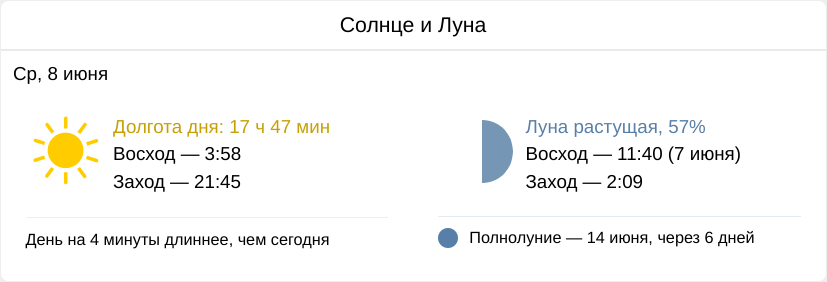 Солнце и Луна
Ср, 8 июня
Долгота дня: 17 ч 47 мин
Восход — 3:58
Заход — 21:45
День на 4 минуты длиннее, чем сегодня
Луна растущая, 57%
Восход — 11:40 (7 июня)
Заход — 2:09
Полнолуние — 14 июня, через 6 дней